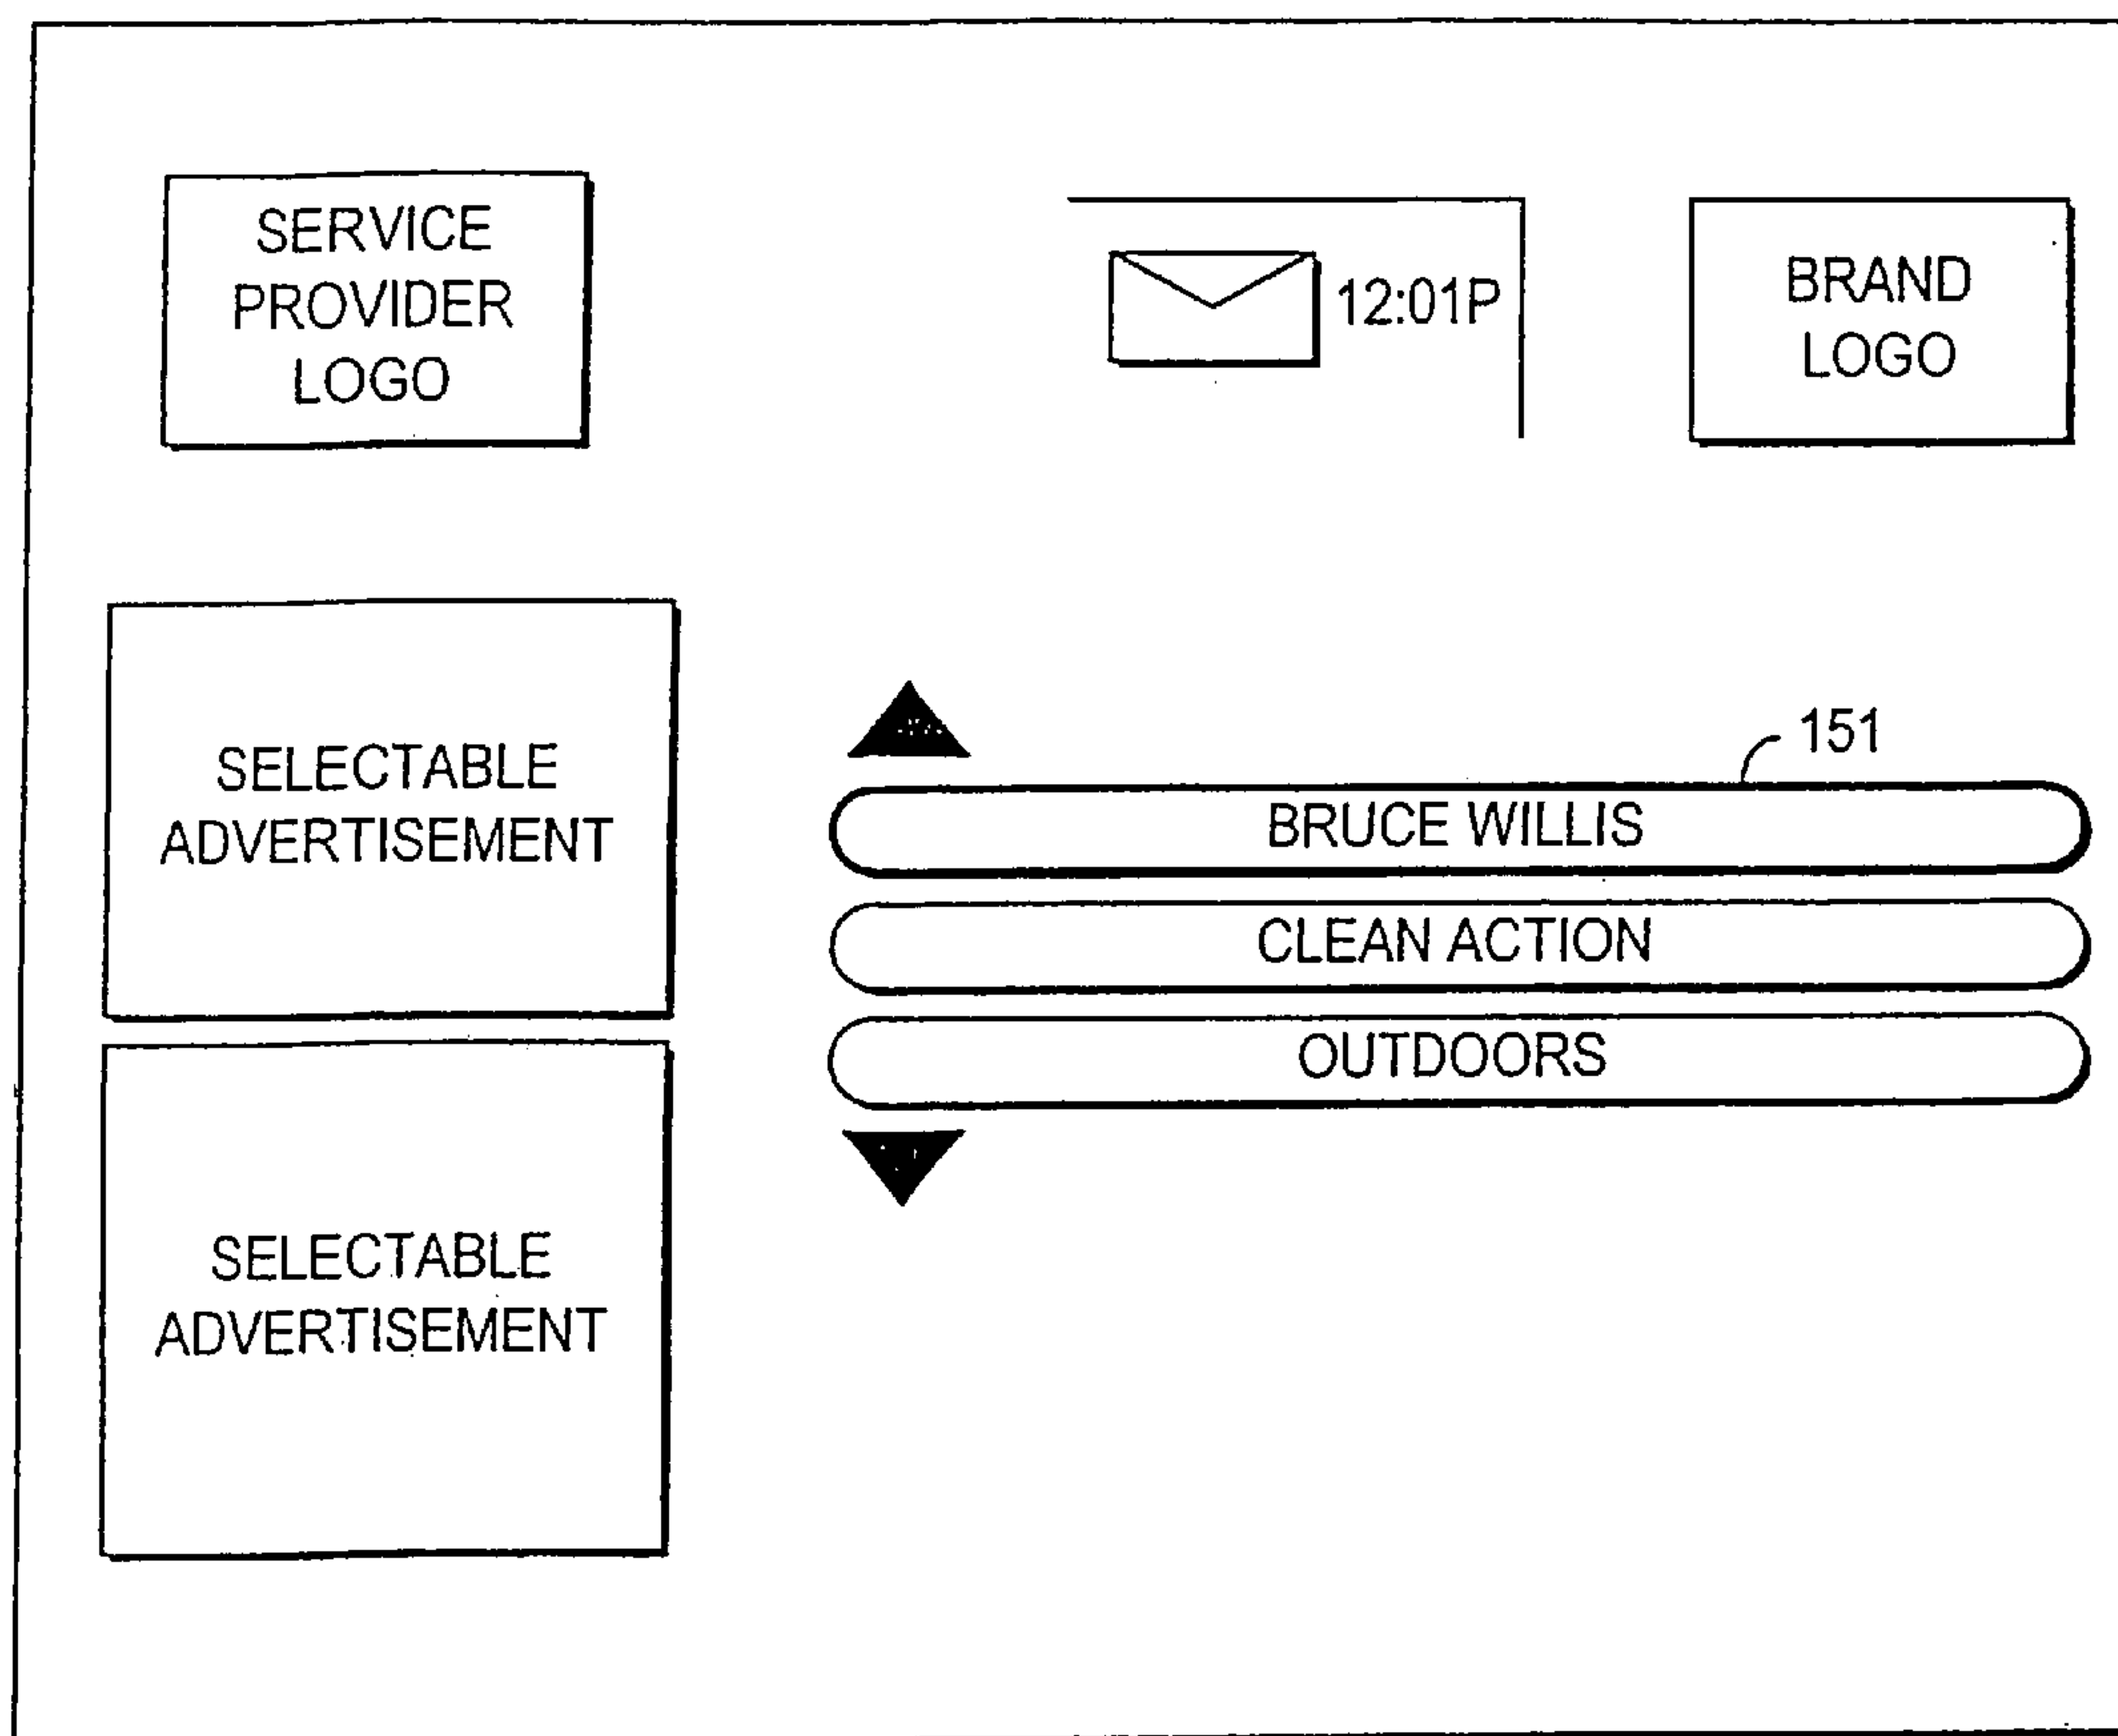 SERVICE
PROVIDER
LOGO
12:01P
BRAND
LOGO
SELECTABLE
ADVERTISEMENT
151
BRUCE WILLIS
CLEAN ACTION
OUTDOORS
SELECTABLE
ADVERTISEMENT